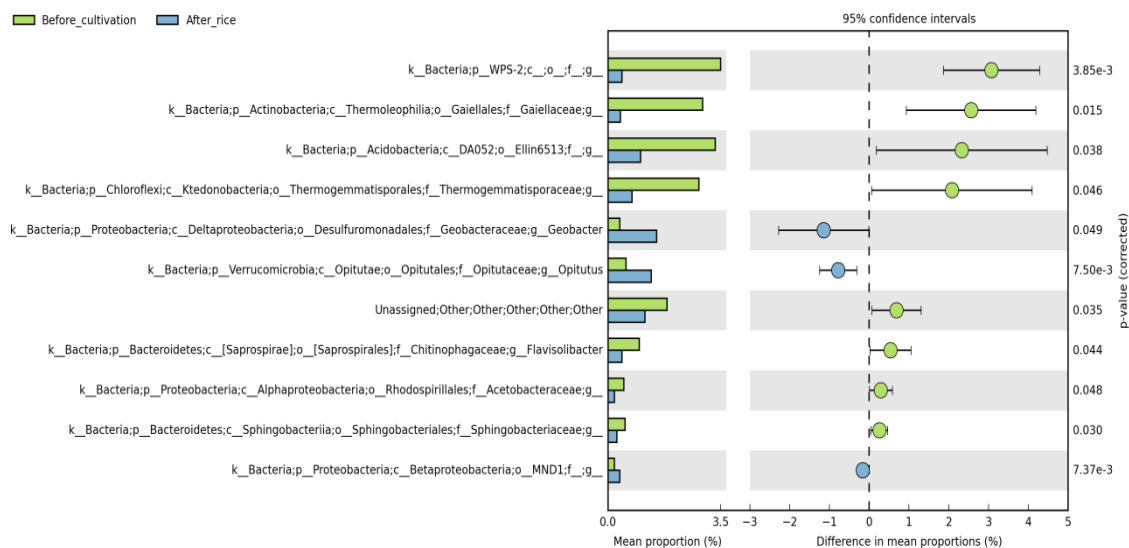 Before_cultivation
After_rice
95% confidence intervals
k__Bacteria;p__WPS-2;c__;o__;f__;g__
3.85e-3
k__Bacteria;p__Actinobacteria;c__Thermoleophilia;o__Gaiellales;f__Gaiellaceae;g__
0.015
k__Bacteria;p__Acidobacteria;c__DA052;o__Ellin6513;f__;g__
0.038
k__Bacteria;p__Chloroflexi;c__Ktedonobacteria;o__Thermogemmatisporales;f__Thermogemmatisporaceae;g__
0.046
k__Bacteria;p__Proteobacteria;c__Deltaproteobacteria;o__Desulfuromonadales;f__Geobacteraceae;g__Geobacter
0.049
k__Bacteria;p__Verrucomicrobia;c__Opitutae;o__Opitutales;f__Opitutaceae;g__Opitutus
7.50e-3
Unassigned;Other;Other;Other;Other;Other
0.035
k__Bacteria;p__Bacteroidetes;c__[Saprospirae];o__[Saprospirales];f__Chitinophagaceae;g__Flavisolibacter
0.044
k__Bacteria;p__Proteobacteria;c__Alphaproteobacteria;o__Rhodospirillales;f__Acetobacteraceae;g__
0.048
k__Bacteria;p__Bacteroidetes;c__Sphingobacteriia;o__Sphingobacteriales;f__Sphingobacteriaceae;g__
0.030
k__Bacteria;p__Proteobacteria;c__Betaproteobacteria;o__MND1;f__;g__
7.37e-3
p-value (corrected)
0.0 3.5
−3 −2 −1 0 1 2 3 4 5
Mean proportion (%)
Difference in mean proportions (%)